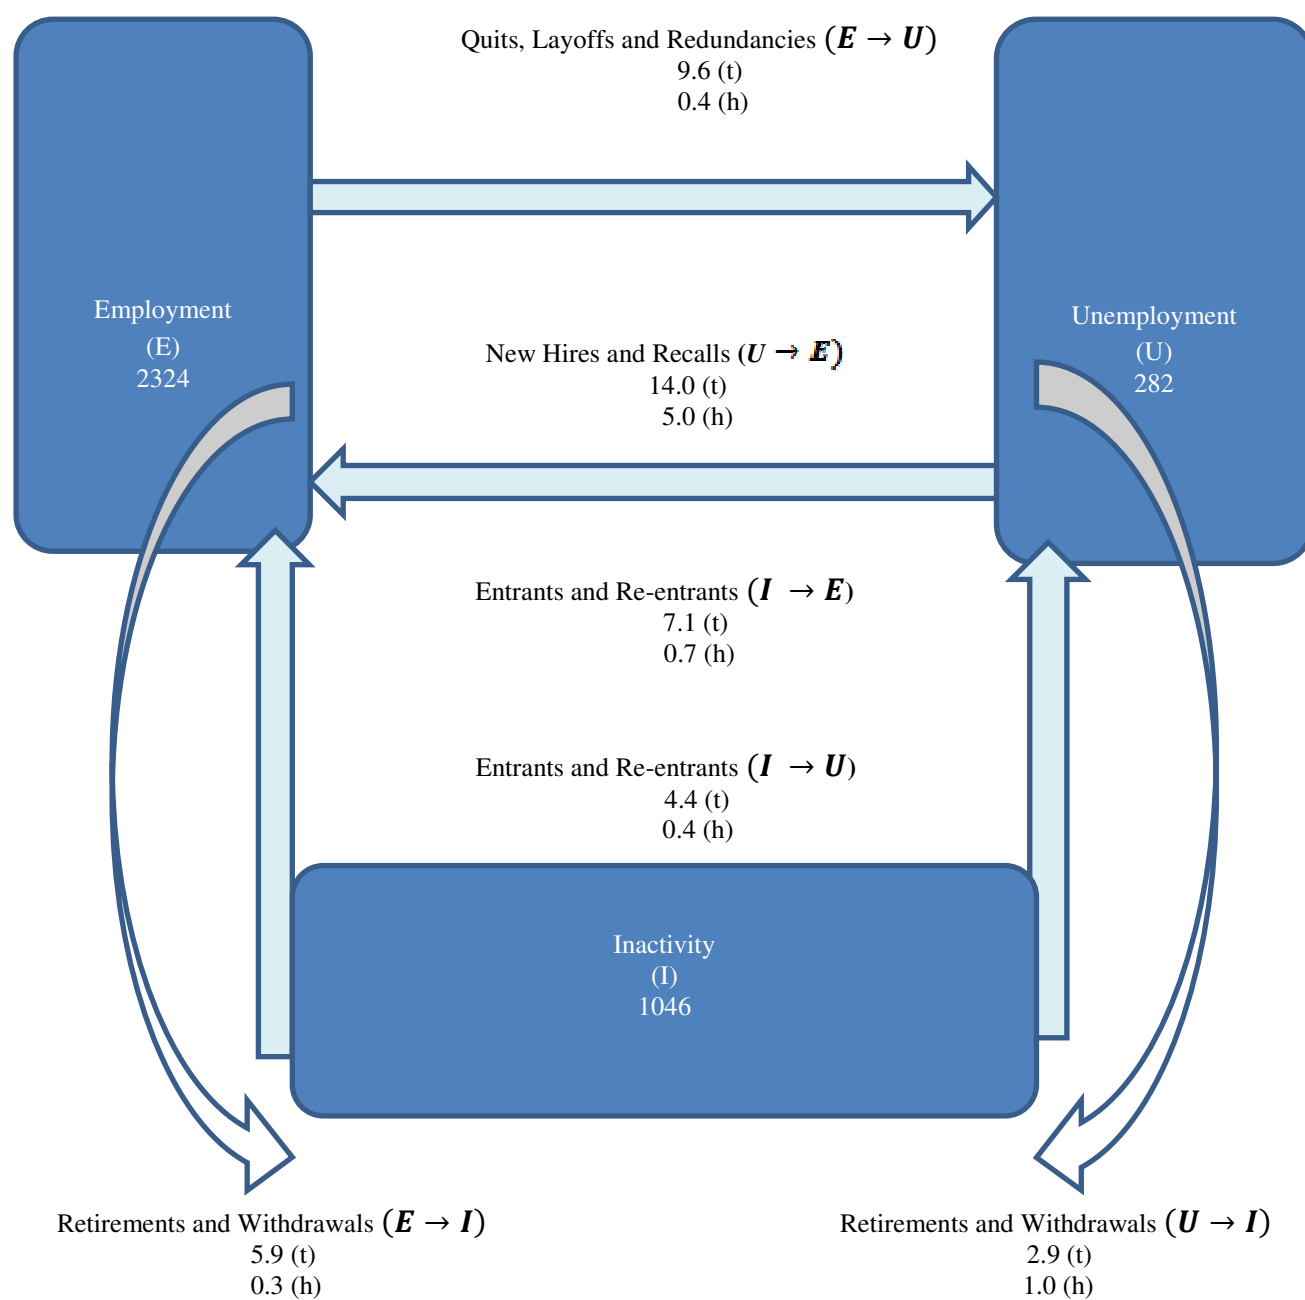 Quits, Layoffs and Redundancies (E → U)
9.6 (t)
0.4 (h)
Employment
(E)
2324
Unemployment
(U)
282
New Hires and Recalls (U → E)
14.0 (t)
5.0 (h)
Entrants and Re-entrants (I → E)
7.1 (t)
0.7 (h)
Entrants and Re-entrants (I → U)
4.4 (t)
0.4 (h)
Inactivity
(I)
1046
Retirements and Withdrawals (E → I)
5.9 (t)
0.3 (h)
Retirements and Withdrawals (U → I)
2.9 (t)
1.0 (h)